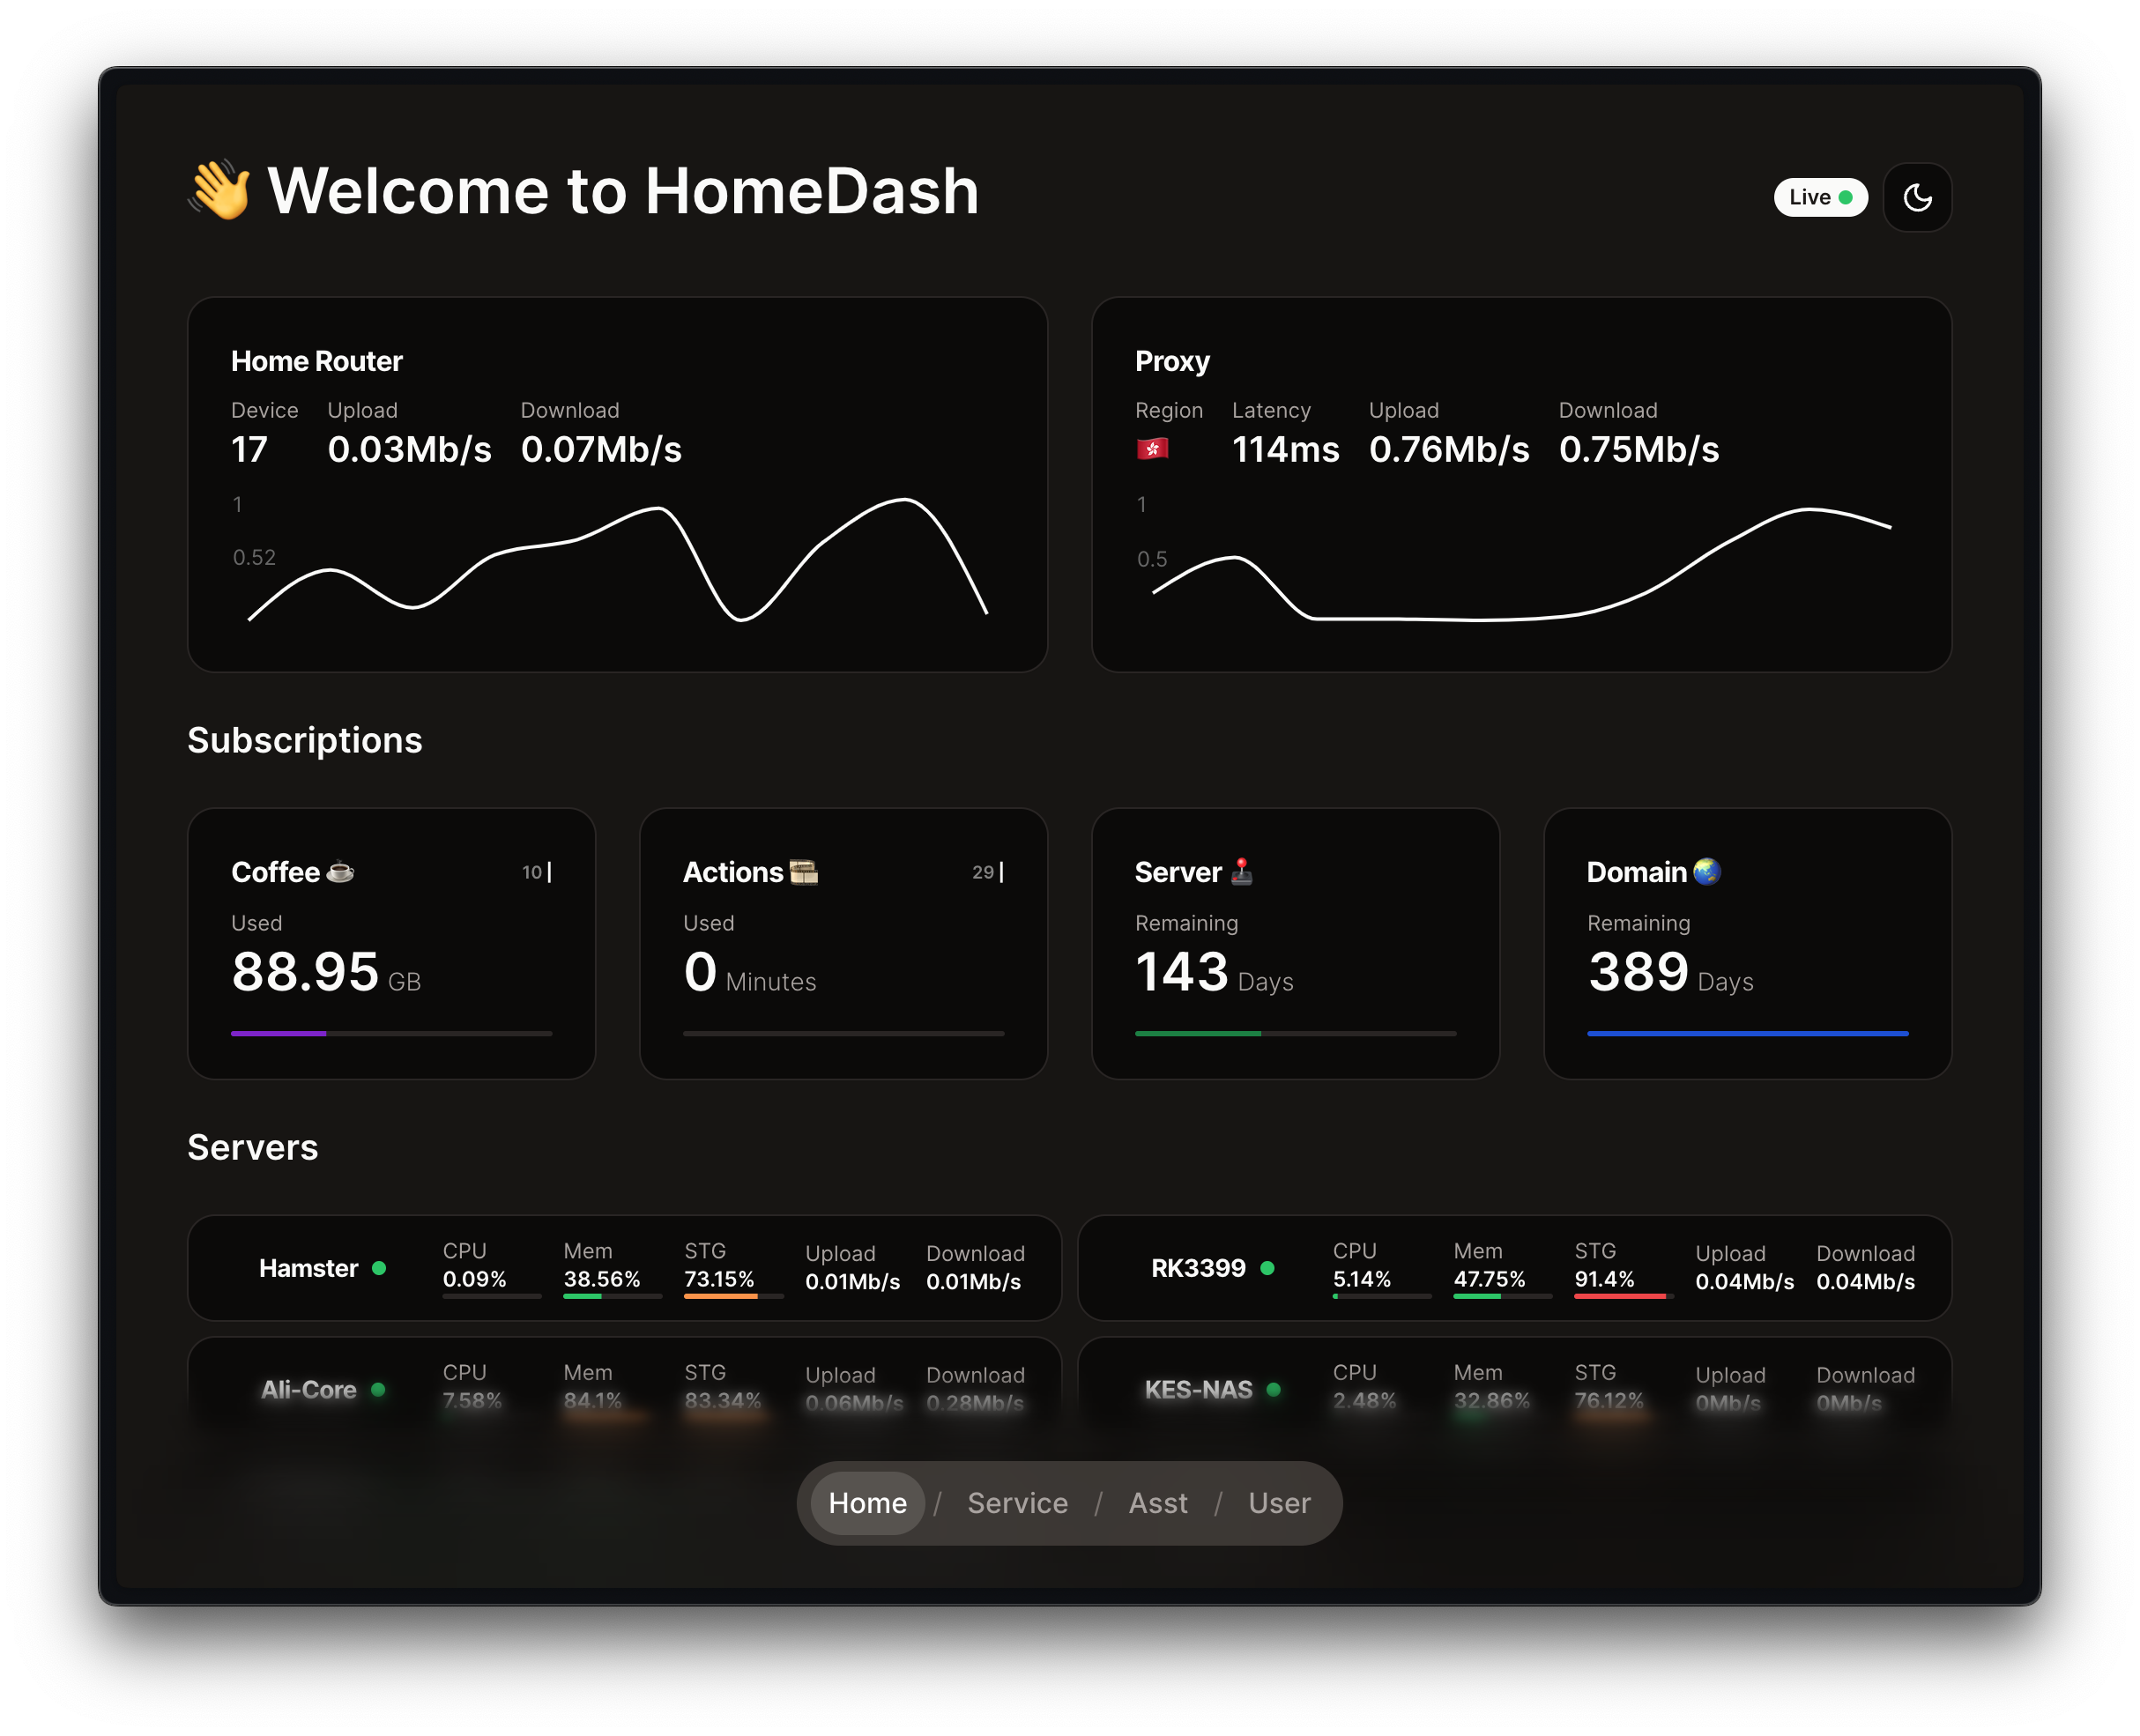 👋 Welcome to HomeDash
Live
Home Router
Device Upload Download
17 0.03Mb/s 0.07Mb/s
1
0.52
Proxy
Region Latency Upload Download
🇭🇰 114ms 0.76Mb/s 0.75Mb/s
1
0.5
Subscriptions
Coffee ☕ 10
Used
88.95 GB
Actions 29
Used
0 Minutes
Server 🕹️
Remaining
143 Days
Domain 🌏
Remaining
389 Days
Servers
Hamster
CPU Mem STG Upload Download
0.09% 38.56% 73.15% 0.01Mb/s 0.01Mb/s
RK3399
CPU Mem STG Upload Download
5.14% 47.75% 91.4% 0.04Mb/s 0.04Mb/s
Ali-Core
CPU Mem STG Upload Download
7.58% 84.1% 83.34% 0.06Mb/s 0.28Mb/s
KES-NAS
CPU Mem STG Upload Download
2.48% 32.86% 76.12% 0Mb/s 0Mb/s
Home / Service / Asst / User